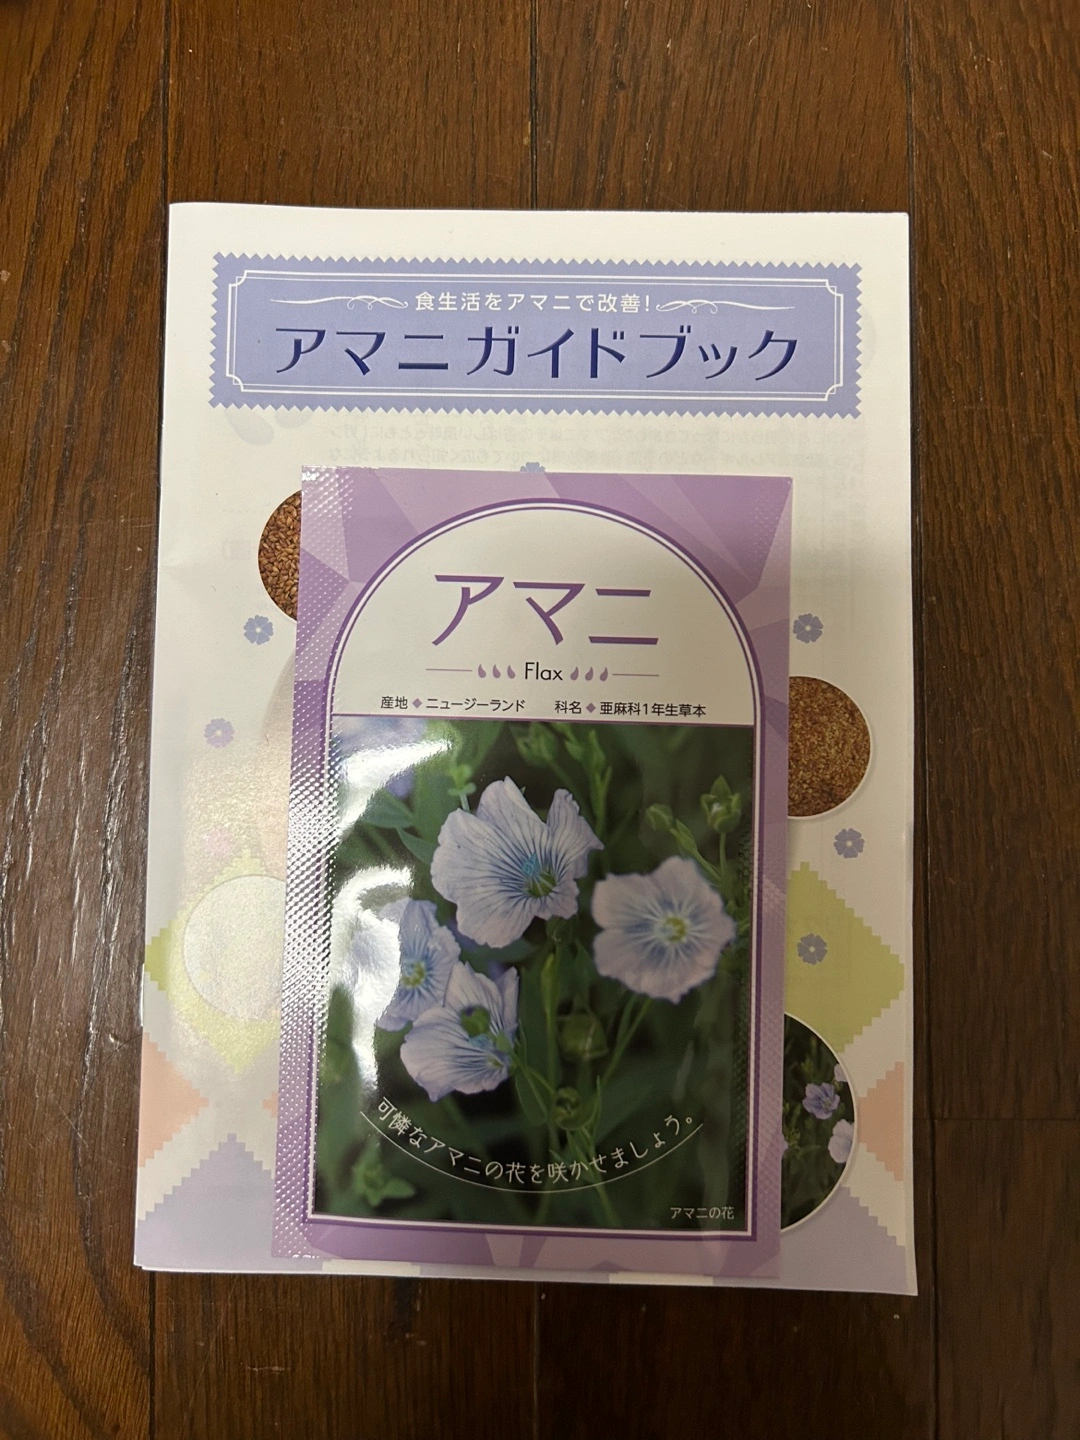 食生活をアマニで改善!
アマニガイドブック
アマニ
Flax
産地◆ニュージーランド 科名◆亜麻科1年生草本
可憐なアマニの花を咲かせましょう。
アマニの花